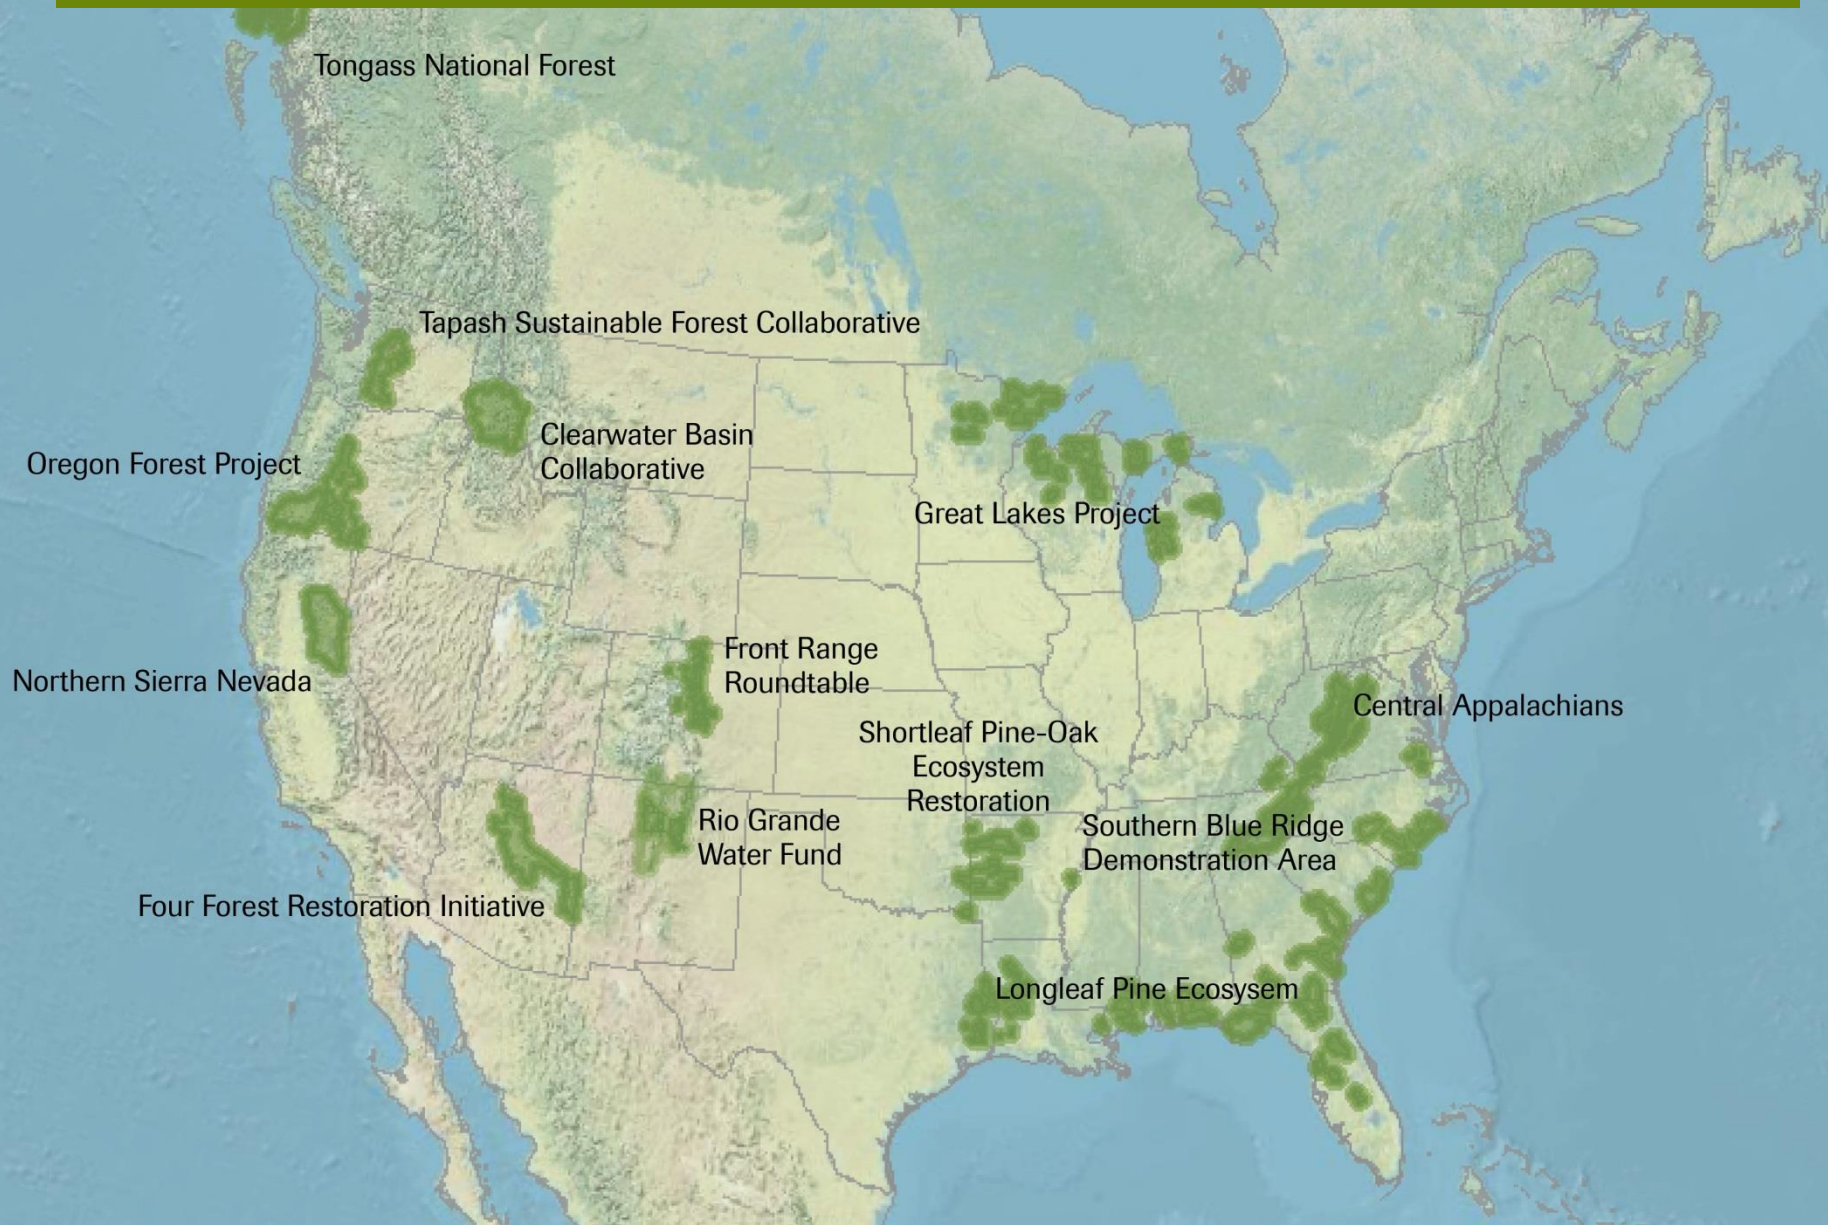 Tongass National Forest
Tapash Sustainable Forest Collaborative
Clearwater Basin
Collaborative
Oregon Forest Project
Great Lakes Project
Front Range
Roundtable
Northern Sierra Nevada
Central Appalachians
Shortleaf Pine-Oak
Ecosystem
Restoration
Rio Grande
Water Fund
Southern Blue Ridge
Demonstration Area
Four Forest Restoration Initiative
Longleaf Pine Ecosysem